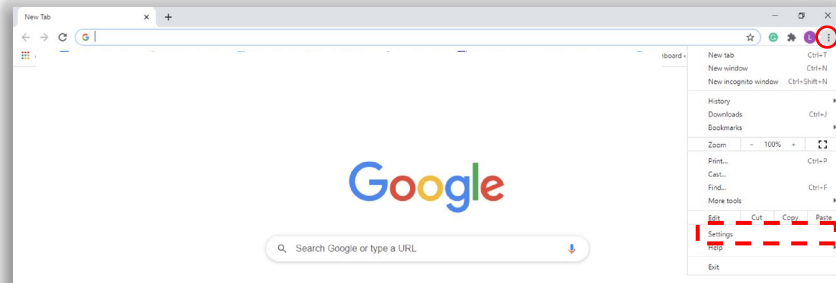 New Tab
G
L
board
New tab Ctrl+T
New window Ctrl+N
New incognito window Ctrl+Shift+N
History
Downloads Ctrl+J
Bookmarks
Zoom - 100% +
Print... Ctrl+P
Cast...
Find... Ctrl+F
More tools
Edit Cut Copy Paste
Settings
Help
Exit
Google
Search Google or type a URL